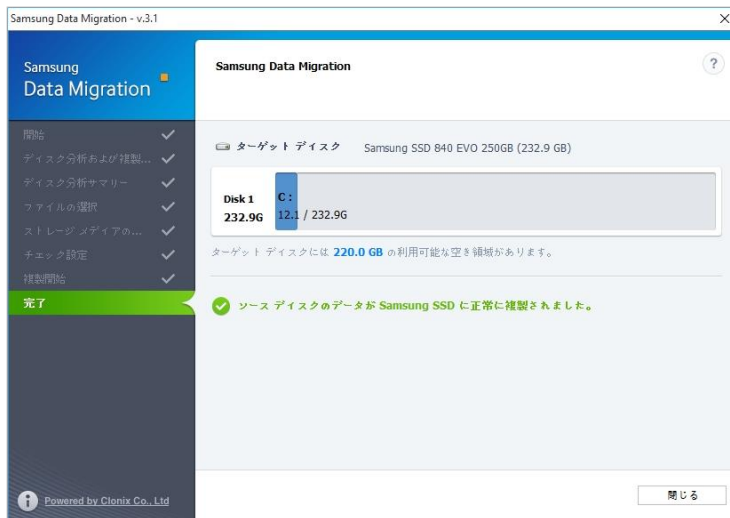 Samsung Data Migration - v.3.1
Samsung
Data Migration
Samsung Data Migration
?
開始
ディスク分析および複製...
ディスク分析サマリー
ファイルの選択
ストレージ メディアの...
チェック設定
複製開始
完了
ターゲット ディスク Samsung SSD 840 EVO 250GB (232.9 GB)
Disk 1
232.9G
C :
12.1 / 232.9G
ターゲット ディスクには 220.0 GB の利用可能な空き領域があります。
ソース ディスクのデータが Samsung SSD に正常に複製されました。
Powered by Clonix Co., Ltd
閉じる